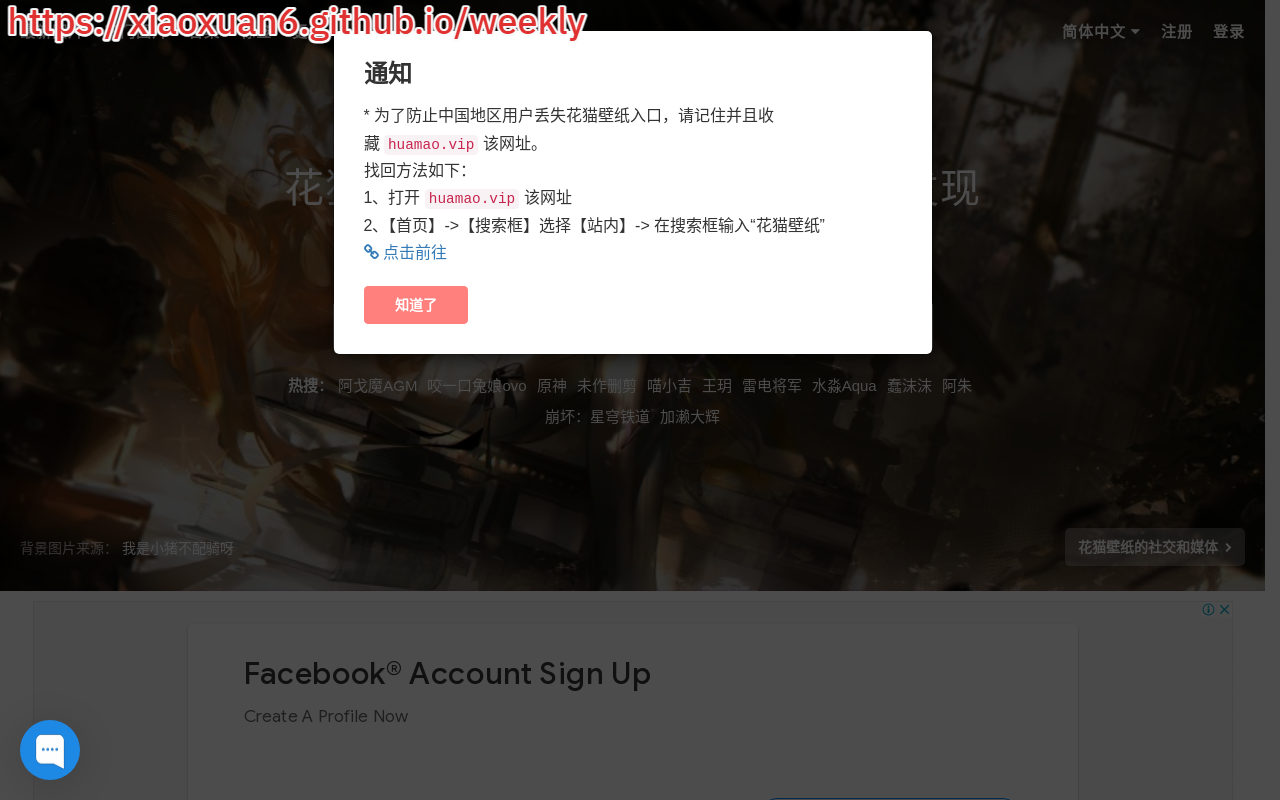 https://xiaoxuan6.github.io/weekly
简体中文
注册
登录
通知
* 为了防止中国地区用户丢失花猫壁纸入口，请记住并且收
藏 huamao.vip 该网址。
找回方法如下：
1、打开 huamao.vip 该网址
2、【首页】->【搜索框】选择【站内】-> 在搜索框输入“花猫壁纸”
点击前往
知道了
热搜： 阿戈魔AGM 咬一口兔娘ovo 原神 未作删剪 喵小吉 王玥 雷电将军 水淼Aqua 蠢沫沫 阿朱
崩坏：星穹铁道 加濑大辉
背景图片来源： 我是小猪不配骑呀
花猫壁纸的社交和媒体
Facebook® Account Sign Up
Create A Profile Now